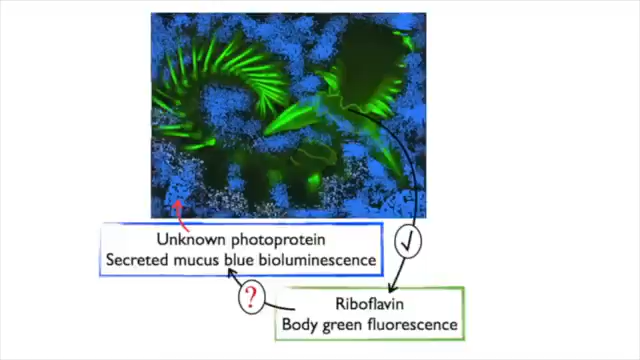 Unknown photoprotein
Secreted mucus blue bioluminescence
√
?
Riboflavin
Body green fluorescence